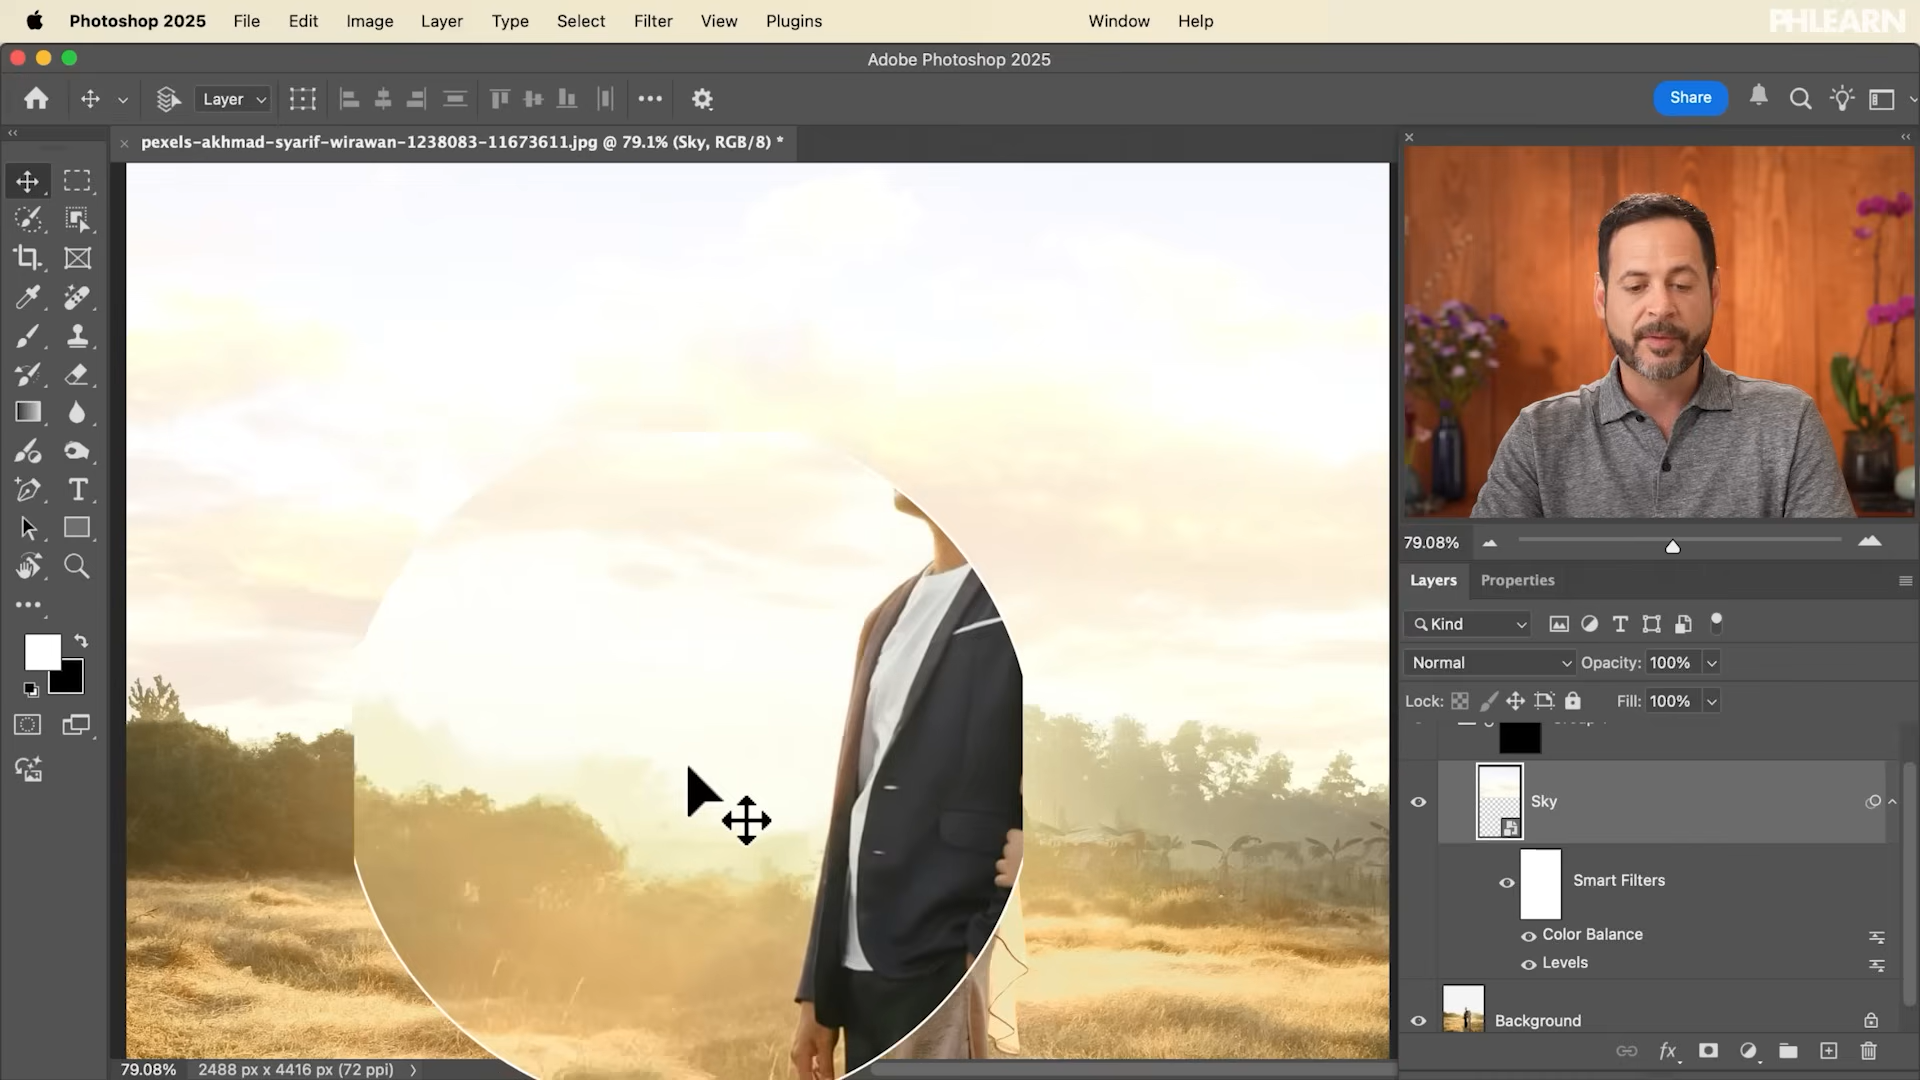 Photoshop 2025 File Edit Image Layer Type Select Filter View Plugins Window Help
PHLEARN
Adobe Photoshop 2025
Layer
Share
pexels-akhmad-syarif-wirawan-1238083-11673611.jpg @ 79.1% (Sky, RGB/8) *
79.08%
Layers Properties
Kind
Normal Opacity: 100%
Lock: Fill: 100%
Sky
Smart Filters
Color Balance
Levels
Background
fx
79.08% 2488 px x 4416 px (72 ppi)